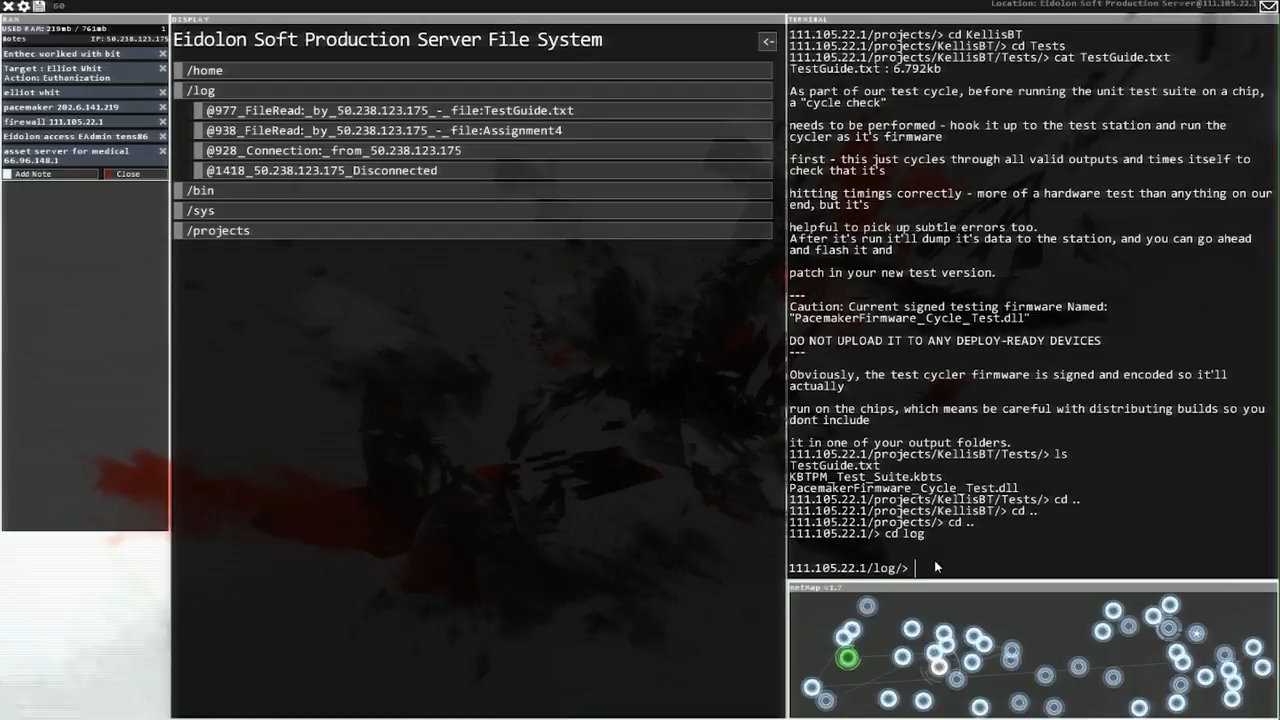 60
Location: Eidolon Soft Production Server@111.105.22.1
RAM
USED RAM: 219mb / 761mb
1
Notes
IP: 50.238.123.175
Enthec worlked with bit
Target : Elliot Whit
Action: Euthanization
elliot whit
pacemaker 202.6.141.219
firewall 111.105.22.1
Eidolon access EAdmin tens86
asset server for medical
66.96.148.1
Add Note
Close
DISPLAY
Eidolon Soft Production Server File System
<-
/home
/log
@977_FileRead:_by_50.238.123.175_-_file:TestGuide.txt
@938_FileRead:_by_50.238.123.175_-_file:Assignment4
@928_Connection:_from_50.238.123.175
@1418_50.238.123.175_Disconnected
/bin
/sys
/projects
TERMINAL
111.105.22.1/projects/> cd KellisBT
111.105.22.1/projects/KellisBT/> cd Tests
111.105.22.1/projects/KellisBT/Tests/> cat TestGuide.txt
TestGuide.txt : 6.792kb
As part of our test cycle, before running the unit test suite on a chip,
a "cycle check"
needs to be performed - hook it up to the test station and run the
cycler as it's firmware
first - this just cycles through all valid outputs and times itself to
check that it's
hitting timings correctly - more of a hardware test than anything on our
end, but it's
helpful to pick up subtle errors too.
After it's run it'll dump it's data to the station, and you can go ahead
and flash it and
patch in your new test version.
---
Caution: Current signed testing firmware Named:
"PacemakerFirmware_Cycle_Test.dll"
DO NOT UPLOAD IT TO ANY DEPLOY-READY DEVICES
---
Obviously, the test cycler firmware is signed and encoded so it'll
actually
run on the chips, which means be careful with distributing builds so you
dont include
it in one of your output folders.
111.105.22.1/projects/KellisBT/Tests/> ls
TestGuide.txt
KBTPM_Test_Suite.kbts
PacemakerFirmware_Cycle_Test.dll
111.105.22.1/projects/KellisBT/Tests/> cd ..
111.105.22.1/projects/KellisBT/> cd ..
111.105.22.1/projects/> cd ..
111.105.22.1/> cd log
111.105.22.1/log/>
netMap v1.7